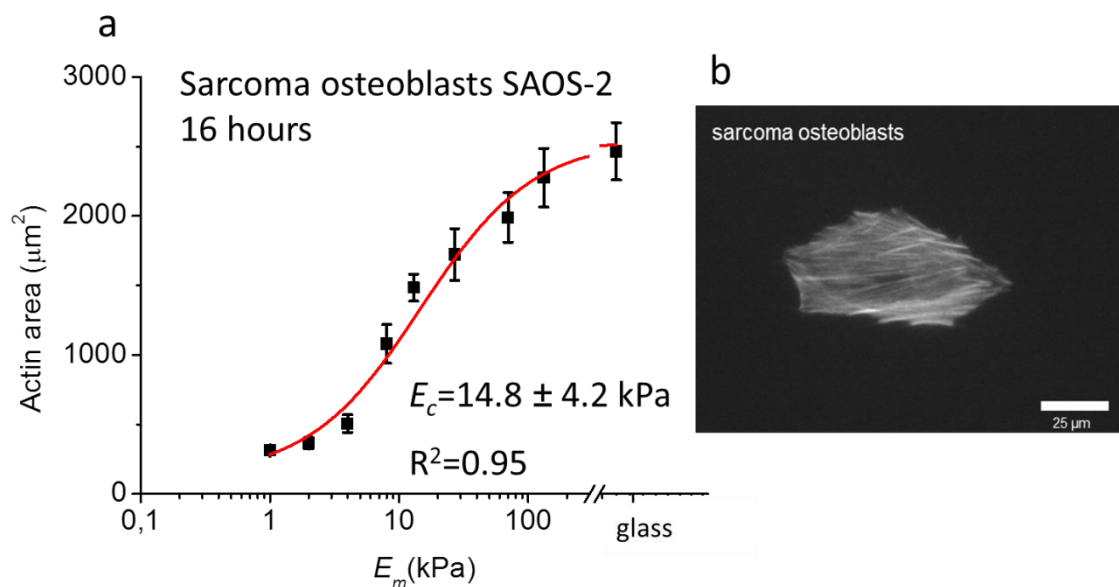 a
Sarcoma osteoblasts SAOS-2
16 hours
3000
2000
1000
0
Actin area (μm²)
E_c=14.8 ± 4.2 kPa
R²=0.95
0,1
1
10
100
glass
E_m(kPa)
b
sarcoma osteoblasts
25 μm